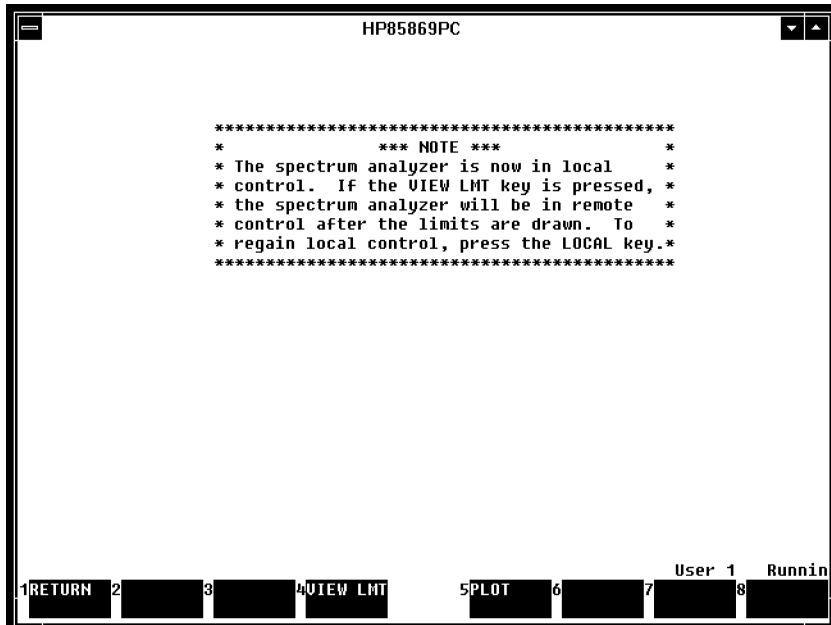 HP85869PC
*********************************************
* *** NOTE *** *
* The spectrum analyzer is now in local *
* control. If the VIEW LMT key is pressed, *
* the spectrum analyzer will be in remote *
* control after the limits are drawn. To *
* regain local control, press the LOCAL key.*
*********************************************
User 1 Runnin
1RETURN 2 3 4VIEW LMT 5PLOT 6 7 8